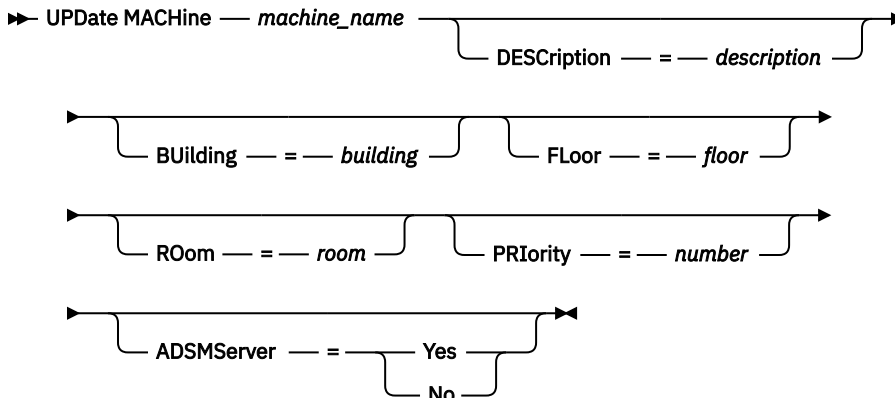 UPDate MACHine machine_name
DESCription = description
BUilding = building FLoor = floor
ROom = room PRIority = number
ADSMServer = Yes
No